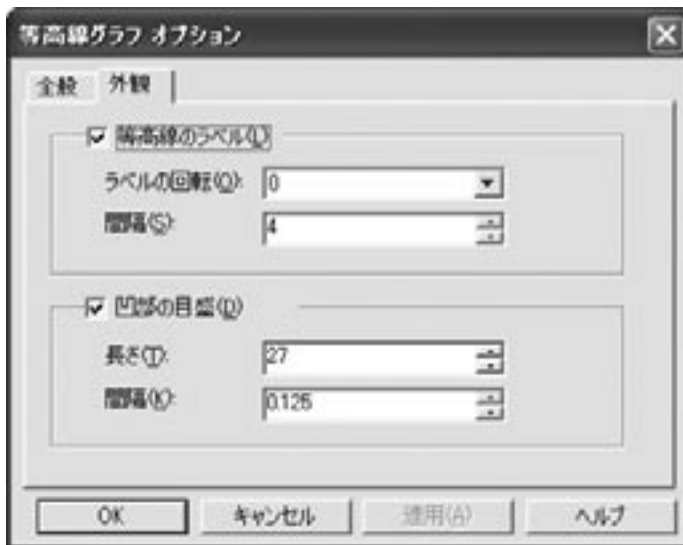 等高線グラフ オプション
全般 外観
等高線のラベル(L)
ラベルの回転(O): 0
間隔(S): 4
凹部の目盛(D)
長さ(T): 27
間隔(K): 0.125
OK キャンセル 適用(A) ヘルプ